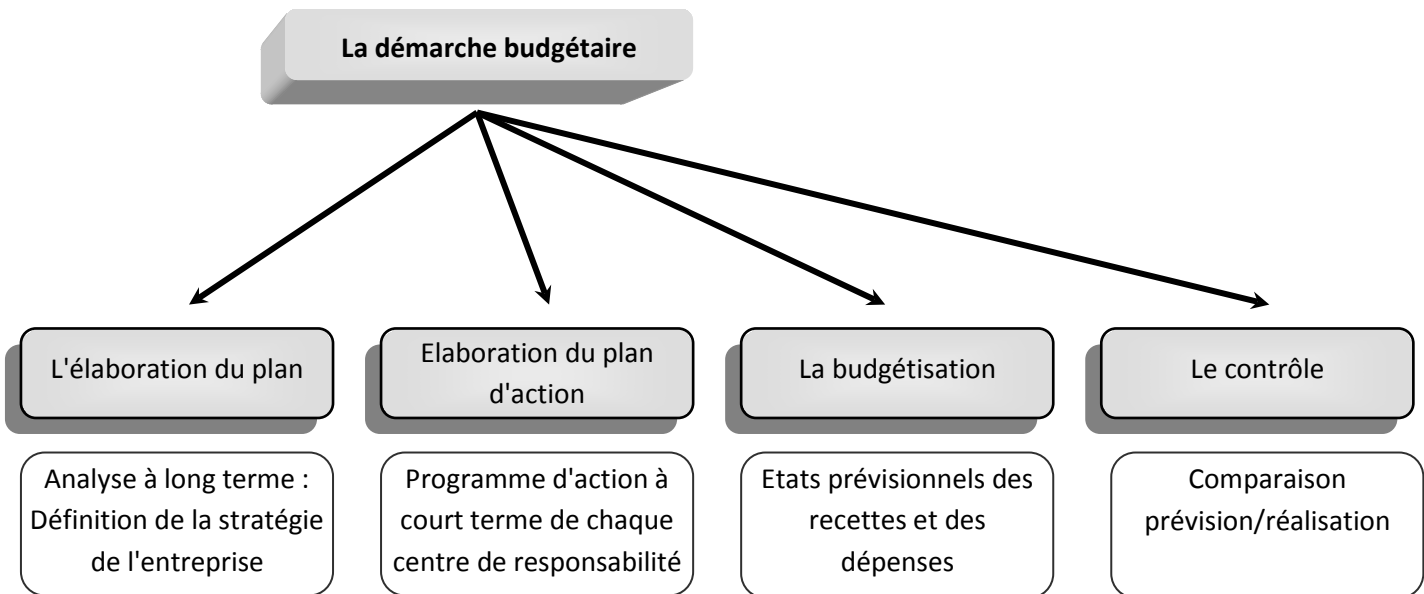 La démarche budgétaire
L'élaboration du plan
Elaboration du plan
d'action
La budgétisation
Le contrôle
Analyse à long terme :
Définition de la stratégie
de l'entreprise
Programme d'action à
court terme de chaque
centre de responsabilité
Etats prévisionnels des
recettes et des
dépenses
Comparaison
prévision/réalisation